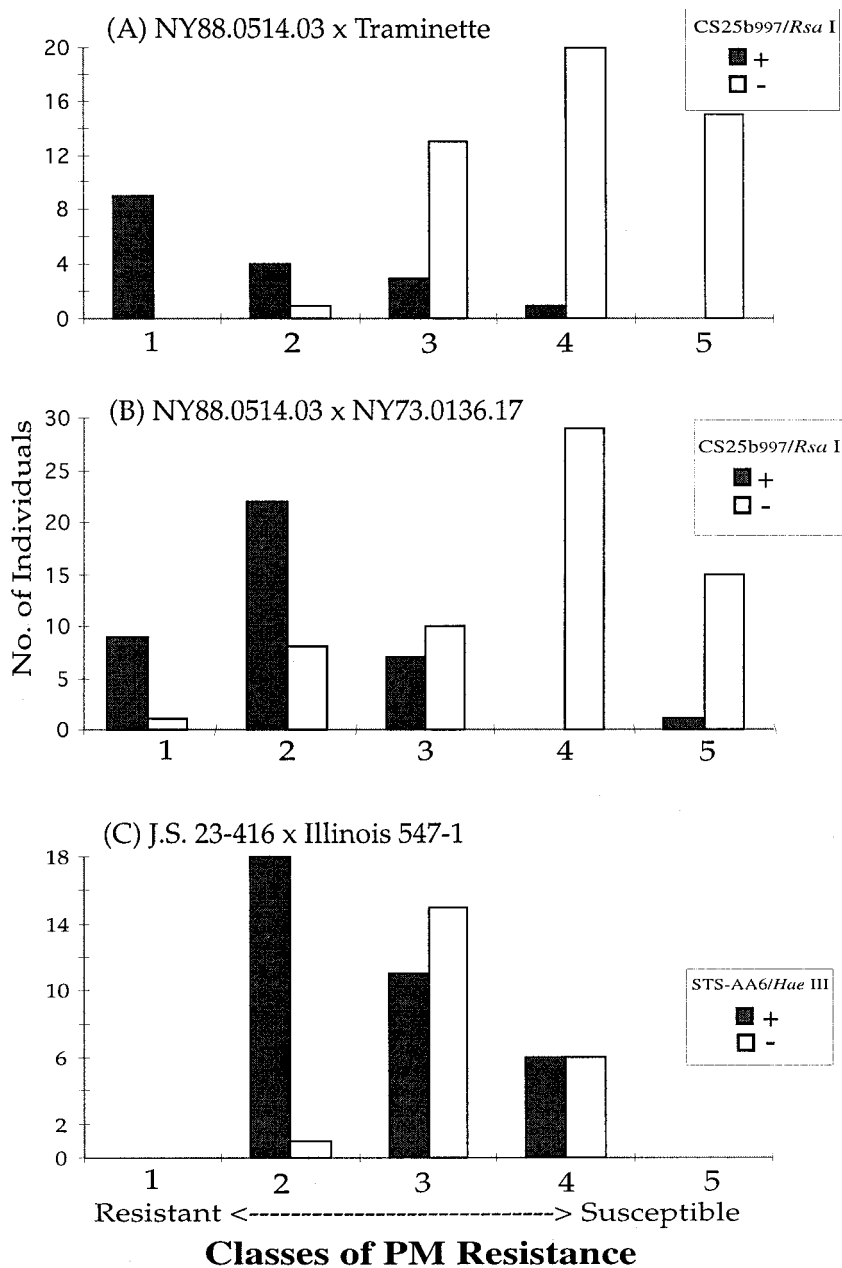 (A) NY88.0514.03 x Traminette
CS25b997/Rsa I
+
-
20
16
12
8
4
0
1 2 3 4 5
(B) NY88.0514.03 x NY73.0136.17
CS25b997/Rsa I
+
-
30
25
20
15
10
5
0
1 2 3 4 5
No. of Individuals
(C) J.S. 23-416 x Illinois 547-1
STS-AA6/Hae III
+
-
18
14
10
6
2
0
1 2 3 4 5
Resistant <----------------------------> Susceptible
Classes of PM Resistance